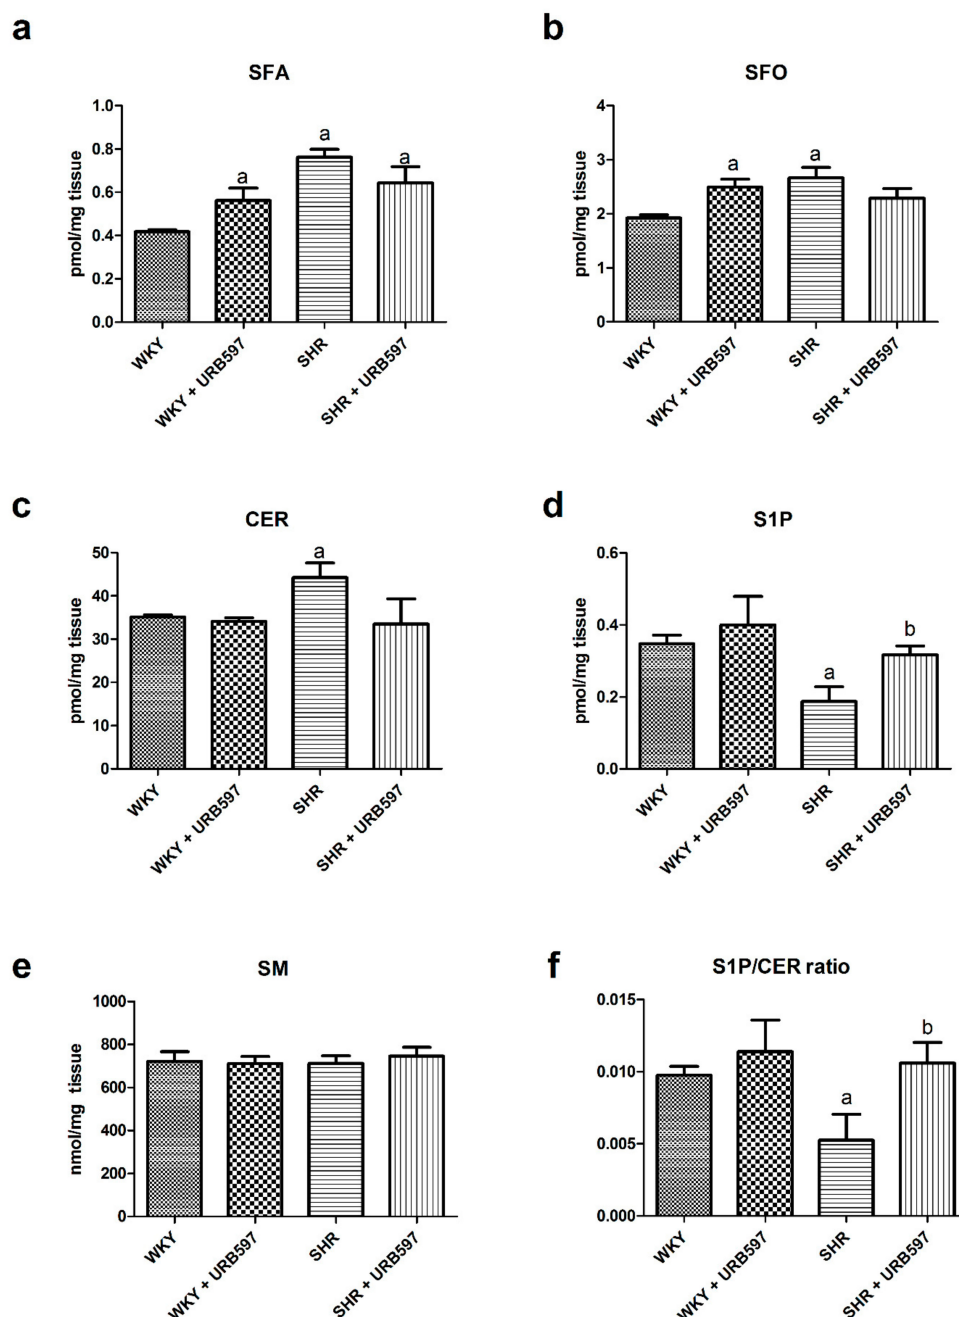 a
SFA
pmol/mg tissue
1.0
0.8
0.6
0.4
0.2
0.0
a
a
a
WKY
WKY + URB597
SHR
SHR + URB597
b
SFO
pmol/mg tissue
4
3
2
1
0
a
a
WKY
WKY + URB597
SHR
SHR + URB597
c
CER
pmol/mg tissue
50
40
30
20
10
0
a
WKY
WKY + URB597
SHR
SHR + URB597
d
S1P
pmol/mg tissue
0.6
0.4
0.2
0.0
a
b
WKY
WKY + URB597
SHR
SHR + URB597
e
SM
nmol/mg tissue
1000
800
600
400
200
0
WKY
WKY + URB597
SHR
SHR + URB597
f
S1P/CER ratio
0.015
0.010
0.005
0.000
a
b
WKY
WKY + URB597
SHR
SHR + URB597